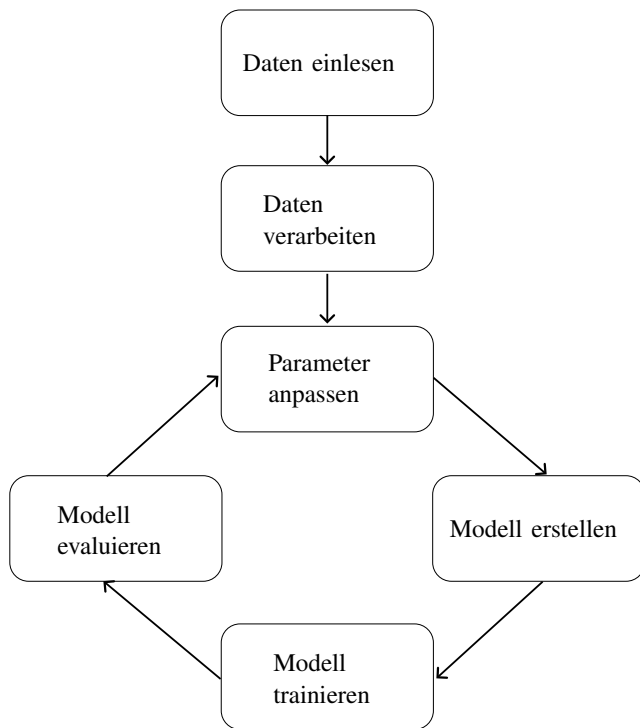 Daten einlesen
Daten
verarbeiten
Parameter
anpassen
Modell
evaluieren
Modell erstellen
Modell
trainieren